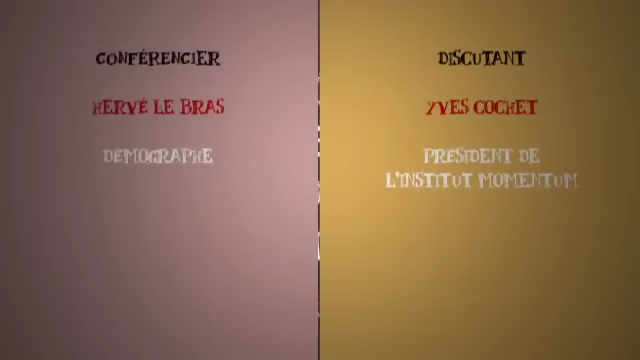 CONFÉRENCIER
HERVÉ LE BRAS
DÉMOGRAPHE
DISCUTANT
YVES COCHET
PRÉSIDENT DE
L'INSTITUT MOMENTUM